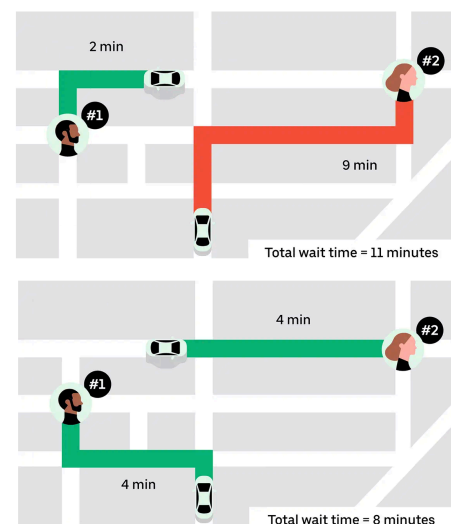 2 min
#2
#1
9 min
Total wait time = 11 minutes
4 min
#2
#1
4 min
Total wait time = 8 minutes